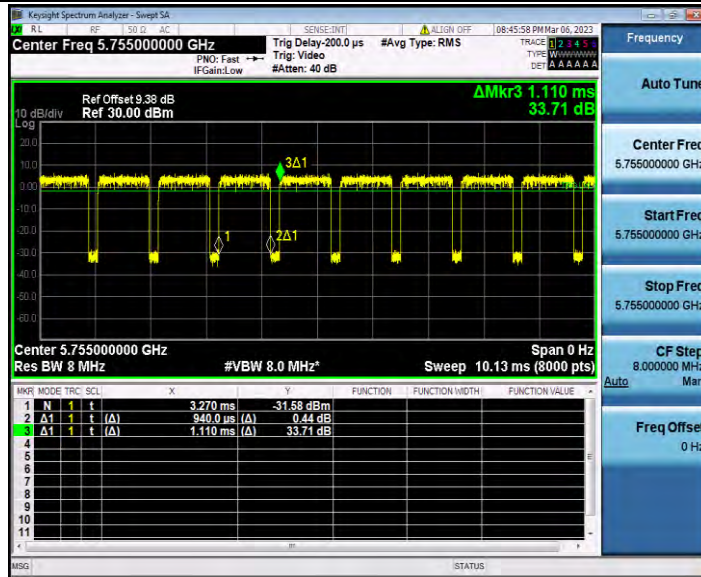 Keysight Spectrum Analyzer - Swept SA
RL RF 50 Ω AC SENSE:INT ALIGN OFF 08:45:58 PM Mar 06, 2023
Center Freq 5.755000000 GHz
PNO: Fast
IFGain:Low
Trig Delay-200.0 µs
Trig: Video
#Atten: 40 dB
#Avg Type: RMS
TRACE 1 2 3 4 5 6
TYPE WWWWWW
DET A A A A A A
Ref Offset 9.38 dB
10 dB/div Ref 30.00 dBm
Log
ΔMkr3 1.110 ms
33.71 dB
20.0
10.0
0.00
-10.0
-20.0
-30.0
-40.0
-50.0
-60.0
3Δ1
1
2Δ1
Center 5.755000000 GHz Span 0 Hz
Res BW 8 MHz #VBW 8.0 MHz* Sweep 10.13 ms (8000 pts)
MKR MODE TRC SCL X Y FUNCTION FUNCTION WIDTH FUNCTION VALUE
1 N 1 t 3.270 ms -31.58 dBm
2 Δ1 1 t (Δ) 940.0 µs (Δ) 0.44 dB
3 Δ1 1 t (Δ) 1.110 ms (Δ) 33.71 dB
4
5
6
7
8
9
10
11
MSG STATUS
Frequency
Auto Tune
Center Freq
5.755000000 GHz
Start Freq
5.755000000 GHz
Stop Freq
5.755000000 GHz
CF Step
8.000000 MHz
Auto Man
Freq Offset
0 Hz